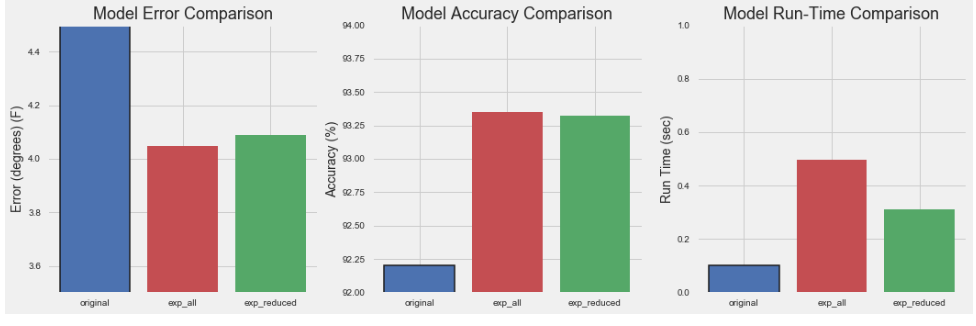 Model Error Comparison
Error (degrees) (F)
4.4
4.2
4.0
3.8
3.6
original exp_all exp_reduced
Model Accuracy Comparison
Accuracy (%)
94.00
93.75
93.50
93.25
93.00
92.75
92.50
92.25
92.00
original exp_all exp_reduced
Model Run-Time Comparison
Run Time (sec)
1.0
0.8
0.6
0.4
0.2
0.0
original exp_all exp_reduced